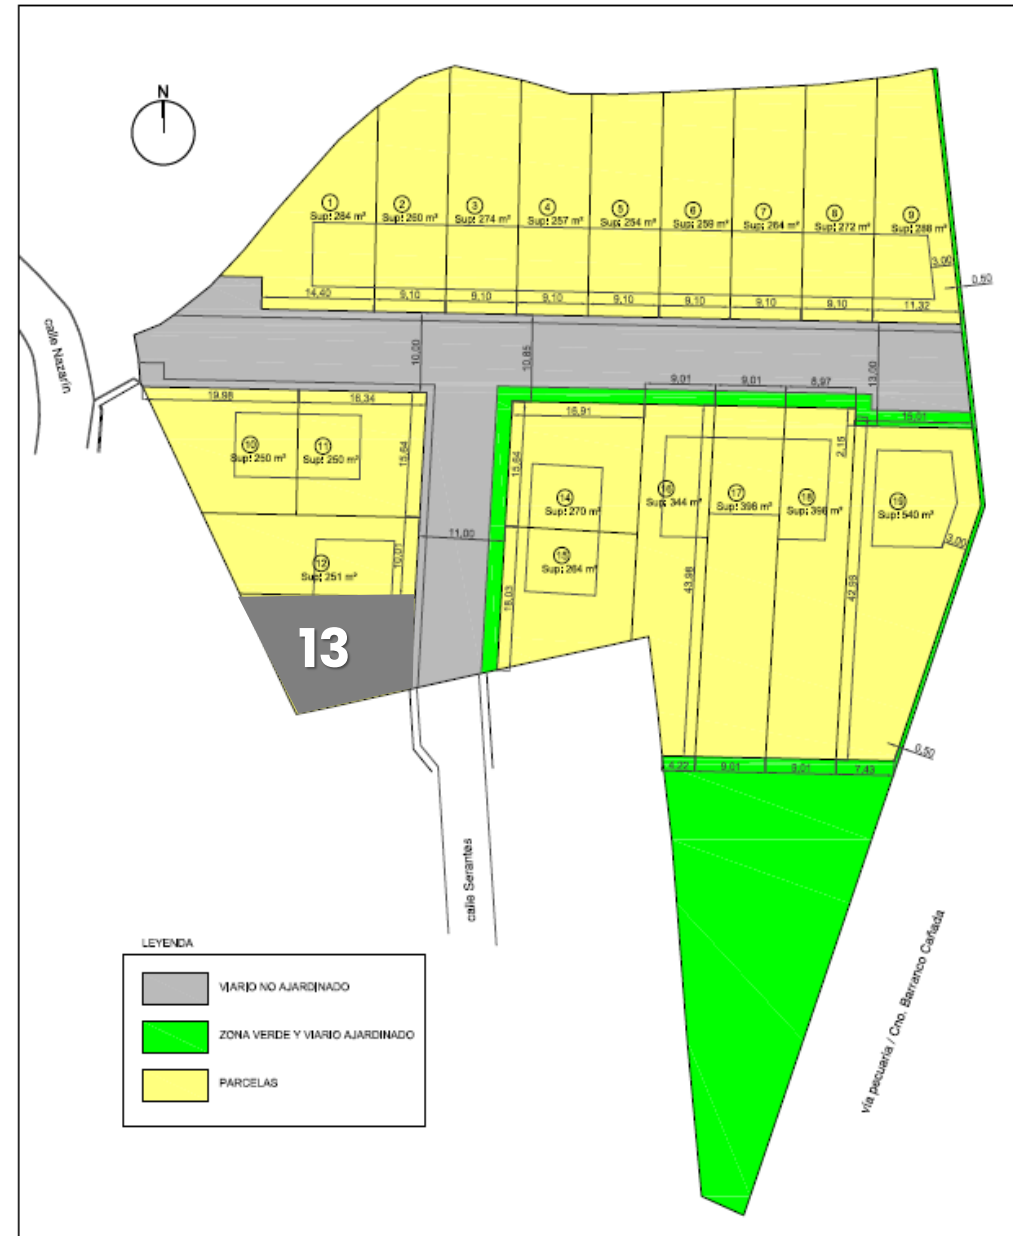 N
1
Sup: 284 m²
2
Sup: 260 m²
3
Sup: 274 m²
4
Sup: 257 m²
5
Sup: 254 m²
6
Sup: 259 m²
7
Sup: 264 m²
8
Sup: 272 m²
9
Sup: 288 m²
3,00
0,50
14,40
9,10
9,10
9,10
9,10
9,10
9,10
9,10
11,32
calle Nazarín
10,00
10,85
13,00
9,01
9,01
8,97
15,01
19,98
16,34
16,91
10
Sup: 250 m²
11
Sup: 250 m²
15,64
15,64
2,15
14
Sup: 270 m²
16
Sup: 344 m²
17
Sup: 396 m²
18
Sup: 396 m²
19
Sup: 540 m²
3,00
11,00
12
Sup: 251 m²
10,01
15
Sup: 264 m²
18,03
43,96
42,96
13
0,50
4,22
9,01
9,01
7,43
calle Serantes
vía pecuaria / Cno. Barranco Cañada
LEYENDA
VIARIO NO AJARDINADO
ZONA VERDE Y VIARIO AJARDINADO
PARCELAS